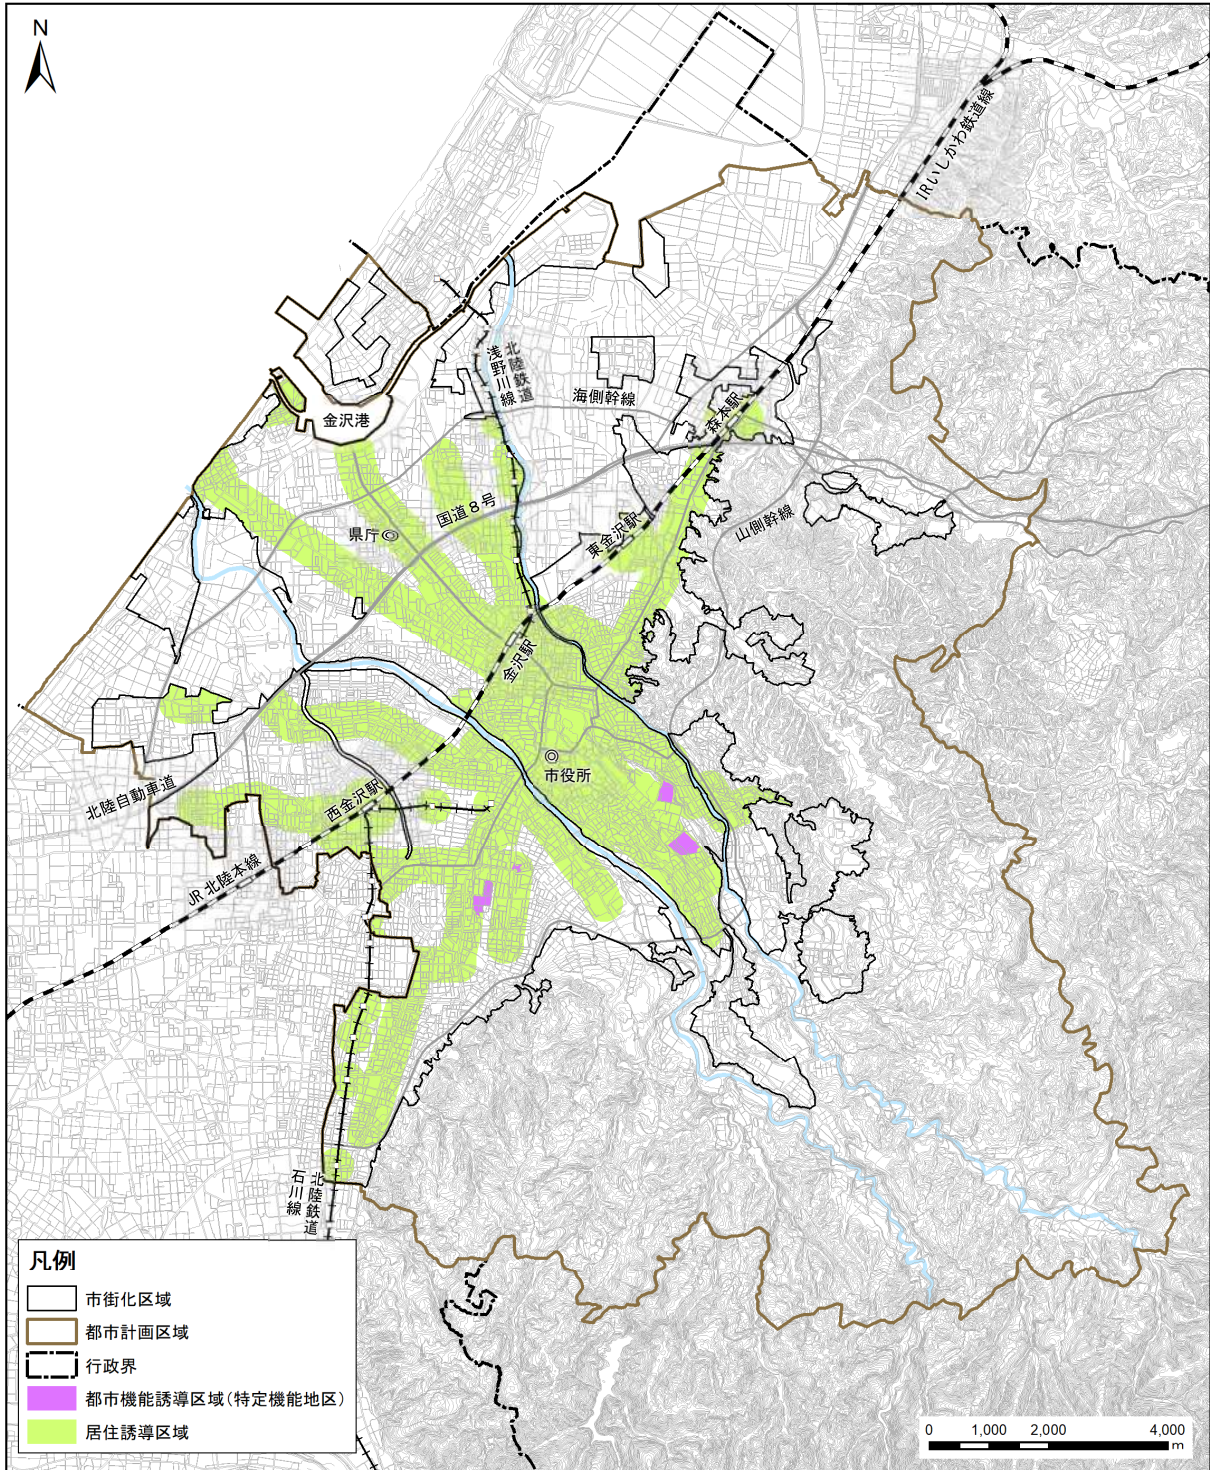 N
IRいしかわ鉄道線
北陸鉄道
浅野川線
海側幹線
金沢港
森本駅
国道8号
県庁
東金沢駅
山側幹線
金沢駅
市役所
北陸自動車道
西金沢駅
JR北陸本線
北陸鉄道
石川線
凡例
市街化区域
都市計画区域
行政界
都市機能誘導区域(特定機能地区)
居住誘導区域
0 1,000 2,000 4,000
m